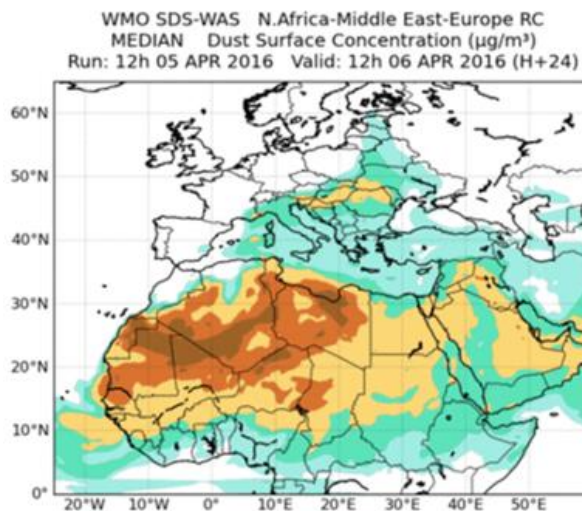 WMO SDS-WAS   N.Africa-Middle East-Europe RC
MEDIAN    Dust Surface Concentration (µg/m³)
Run: 12h 05 APR 2016   Valid: 12h 06 APR 2016 (H+24)
60°N
50°N
40°N
30°N
20°N
10°N
0°
20°W 10°W 0° 10°E 20°E 30°E 40°E 50°E